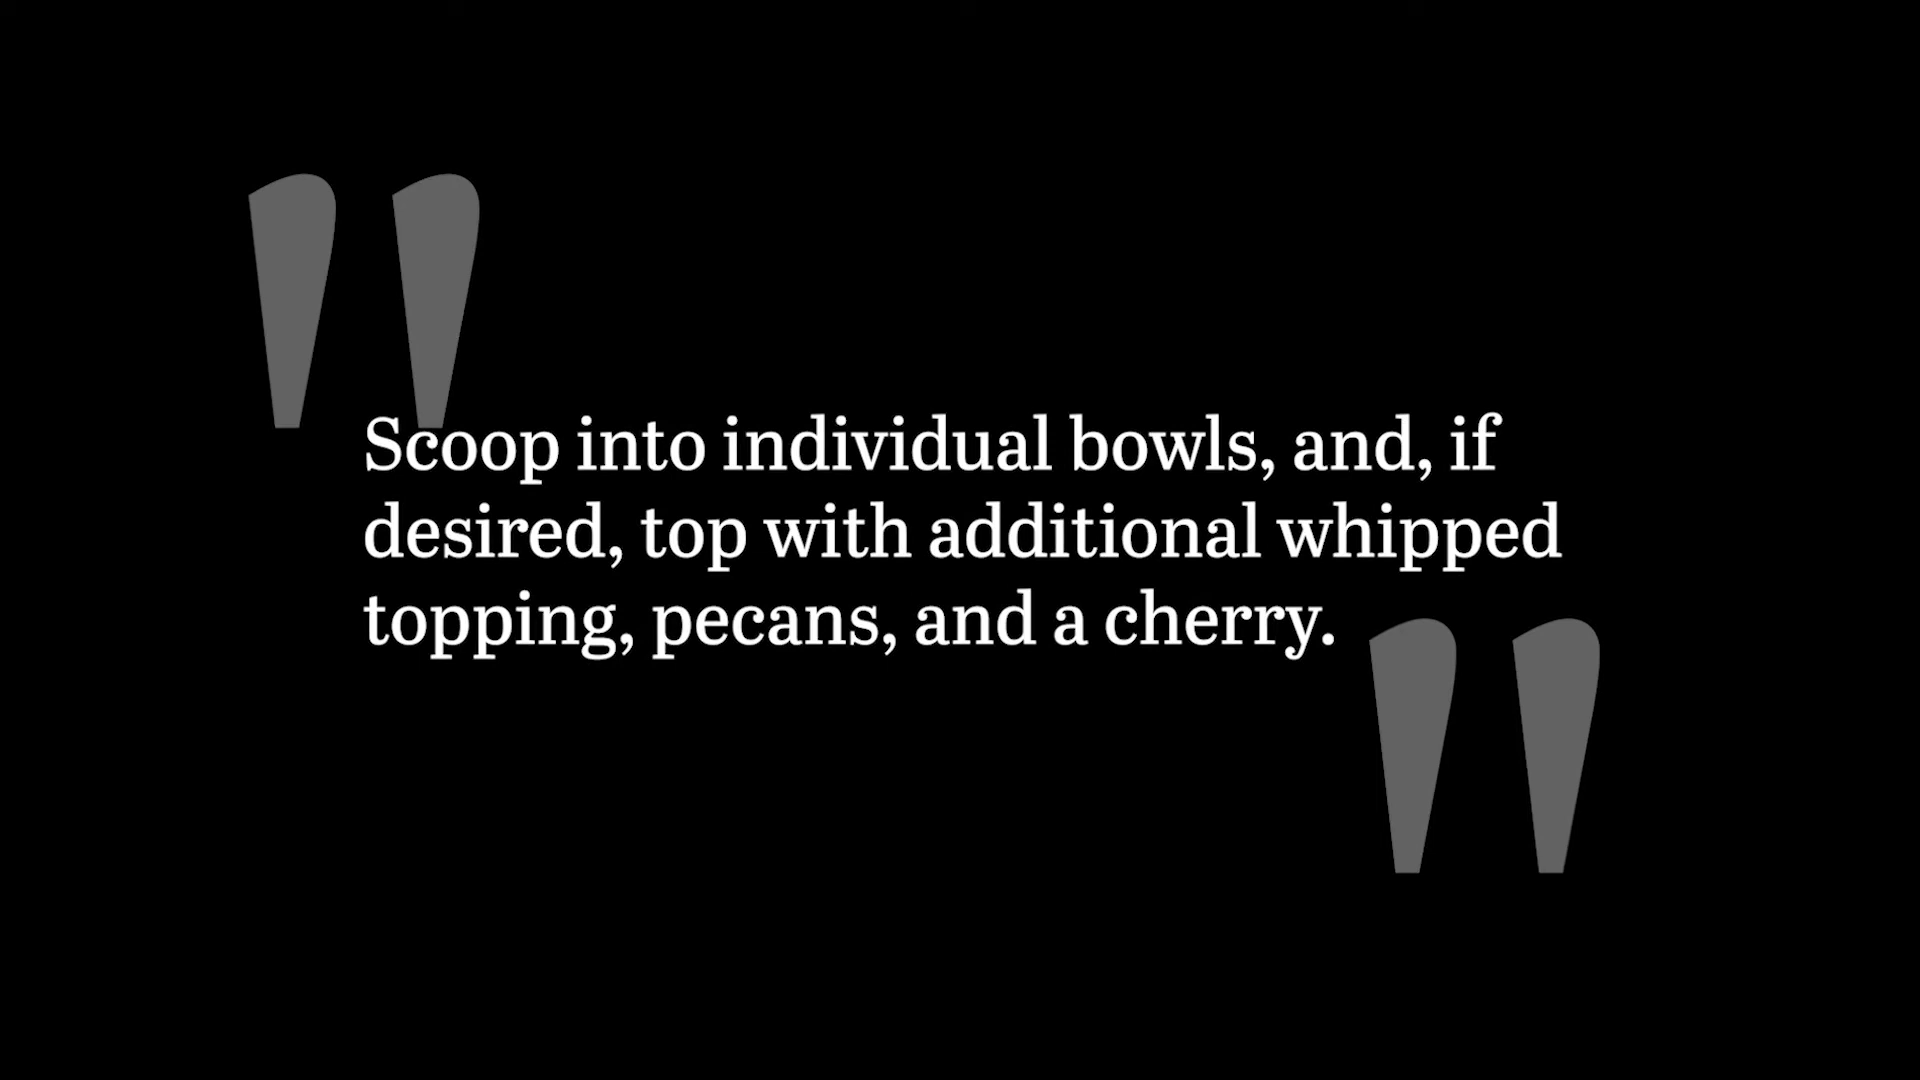 "Scoop into individual bowls, and, if
desired, top with additional whipped
topping, pecans, and a cherry."